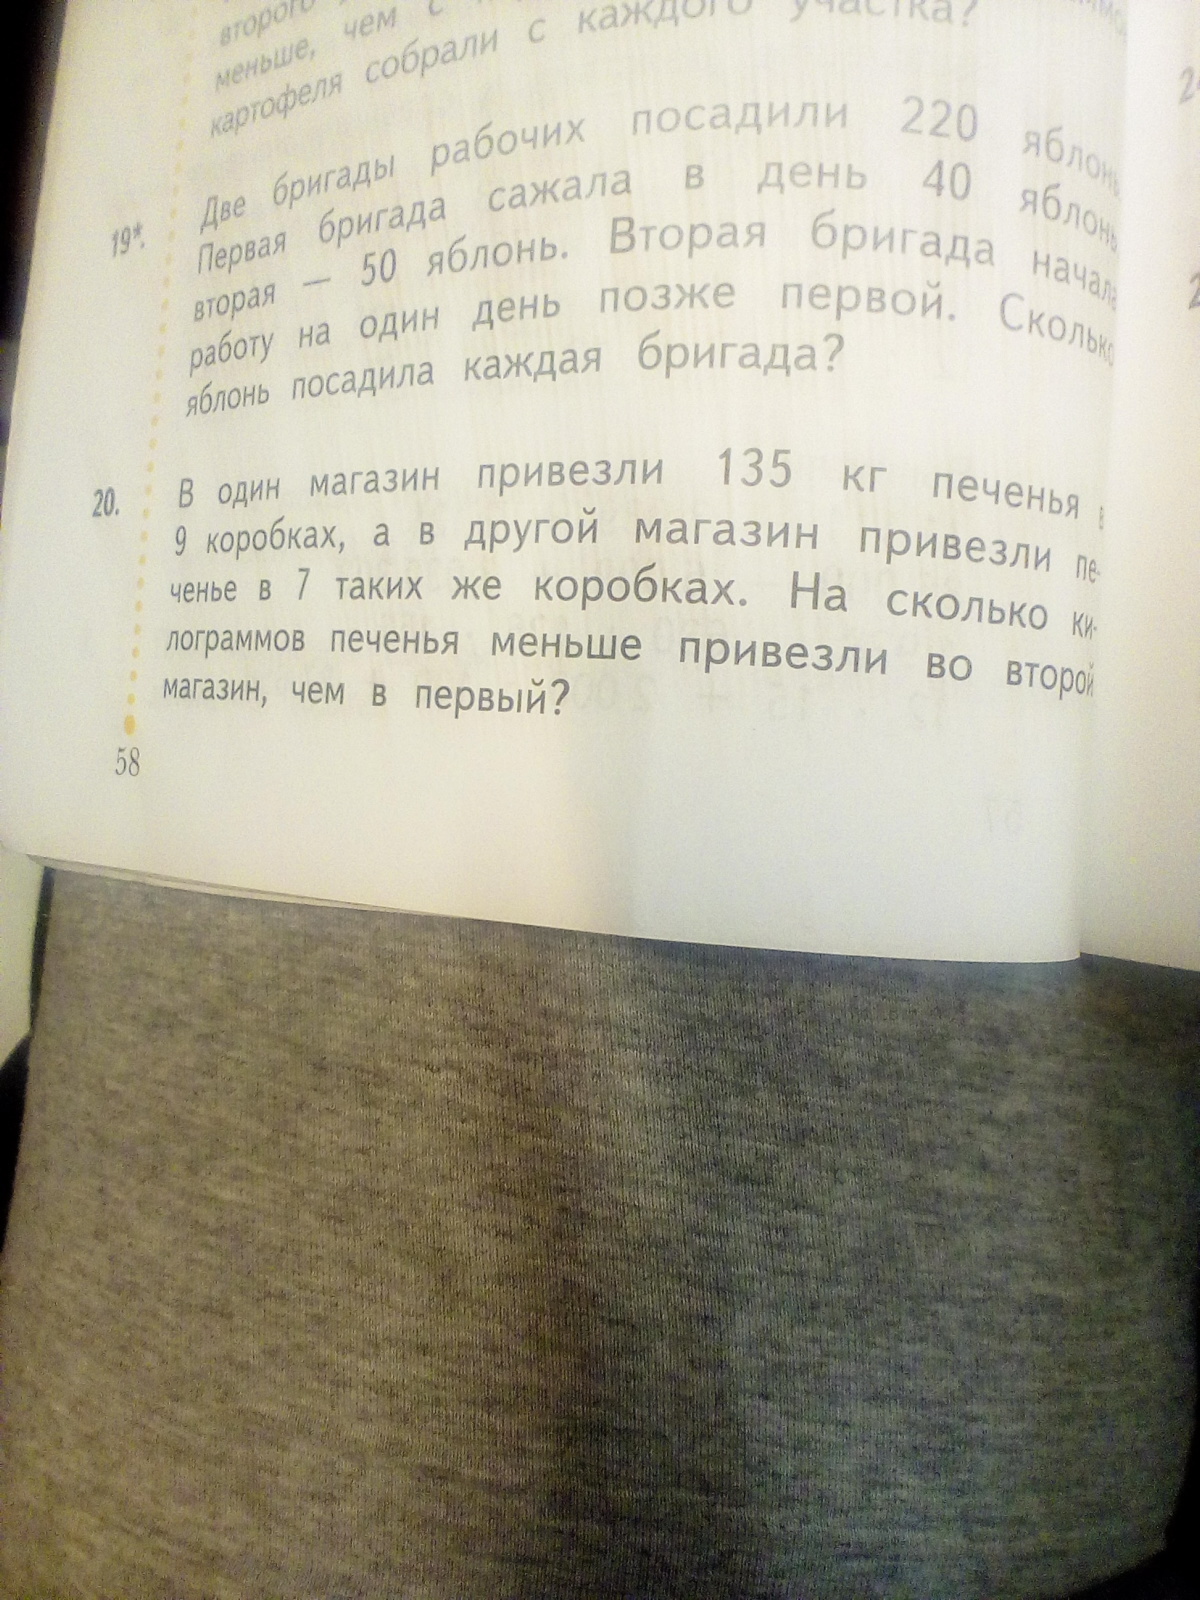 второго
меньше, чем с
картофеля собрали с каждого участка?
19*. Две бригады рабочих посадили 220 яблонь
Первая бригада сажала в день 40 яблонь
вторая — 50 яблонь. Вторая бригада начала
работу на один день позже первой. Сколько
яблонь посадила каждая бригада?
20. В один магазин привезли 135 кг печенья в
9 коробках, а в другой магазин привезли пе-
ченье в 7 таких же коробках. На сколько ки-
лограммов печенья меньше привезли во второй
магазин, чем в первый?
58